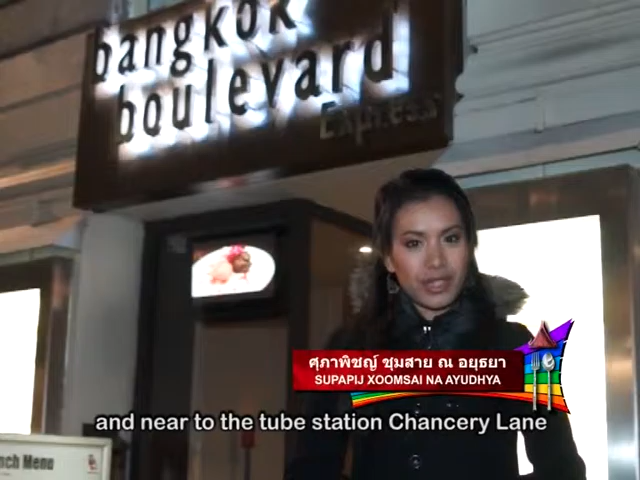 bangkok
boulevard
Express
ศุภาพิชญ์ ชุมสาย ณ อยุธยา
SUPAPIJ XOOMSAI NA AYUDHYA
and near to the tube station Chancery Lane
nch Menu